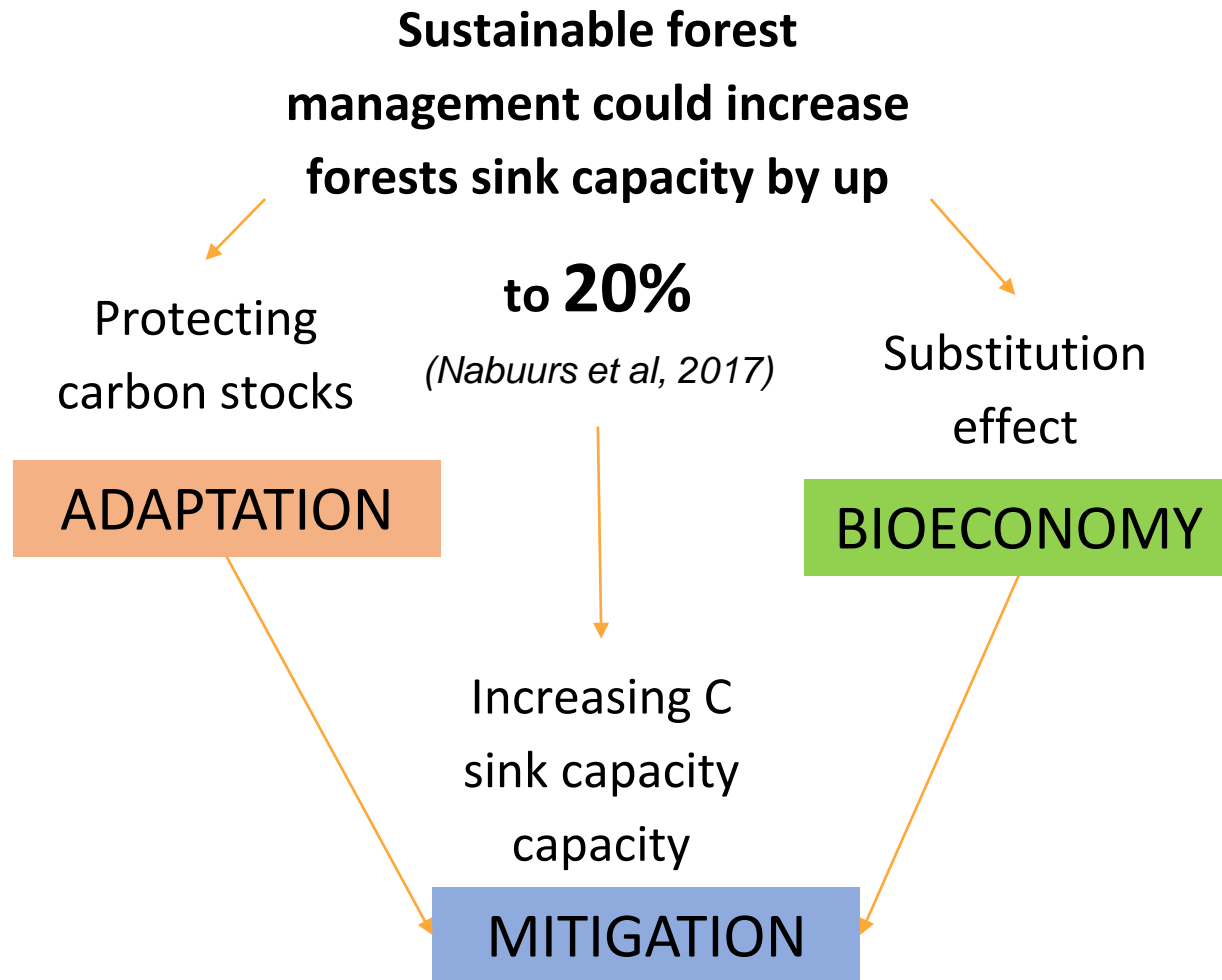 Sustainable forest
management could increase
forests sink capacity by up
to 20%
(Nabuurs et al, 2017)
Protecting
carbon stocks
ADAPTATION
Substitution
effect
BIOECONOMY
Increasing C
sink capacity
capacity
MITIGATION